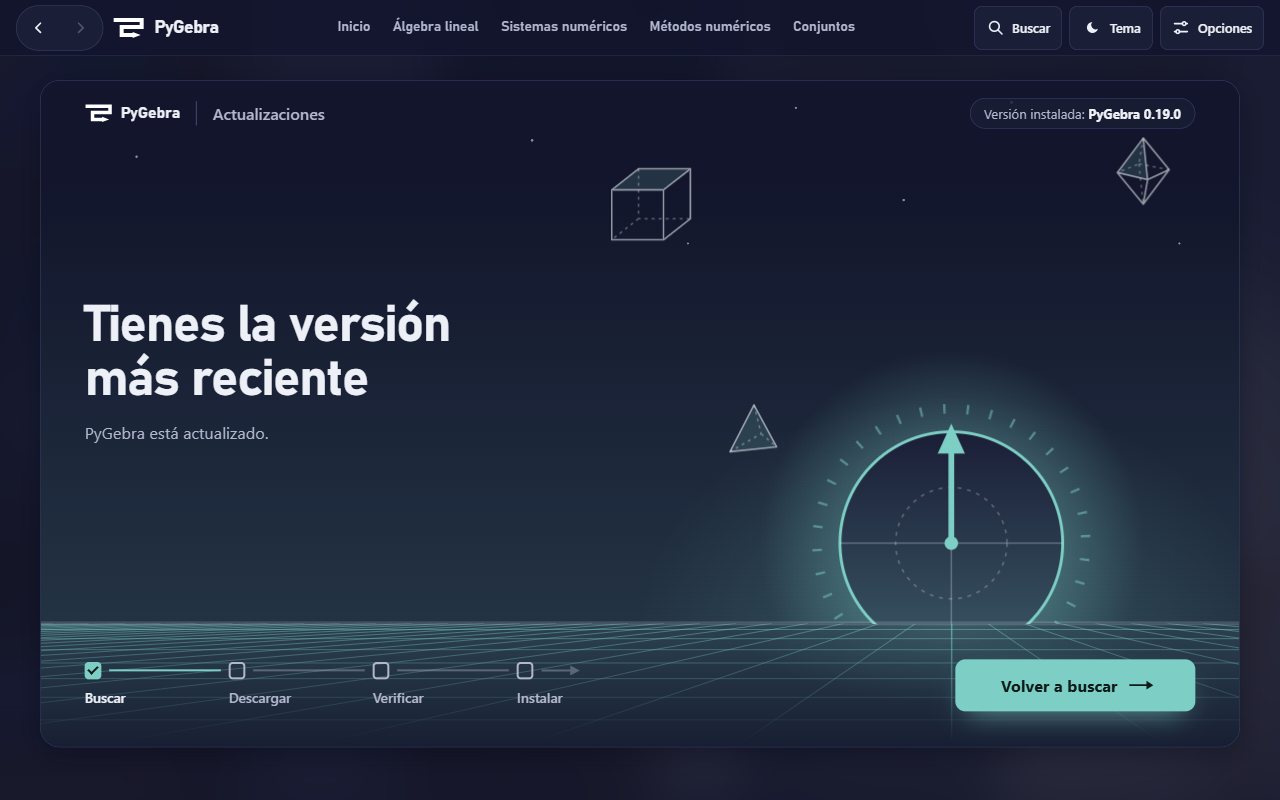 PyGebra
Inicio
Álgebra lineal
Sistemas numéricos
Métodos numéricos
Conjuntos
Buscar
Tema
Opciones
PyGebra
Actualizaciones
Versión instalada: PyGebra 0.19.0
Tienes la versión
más reciente
PyGebra está actualizado.
Buscar
Descargar
Verificar
Instalar
Volver a buscar